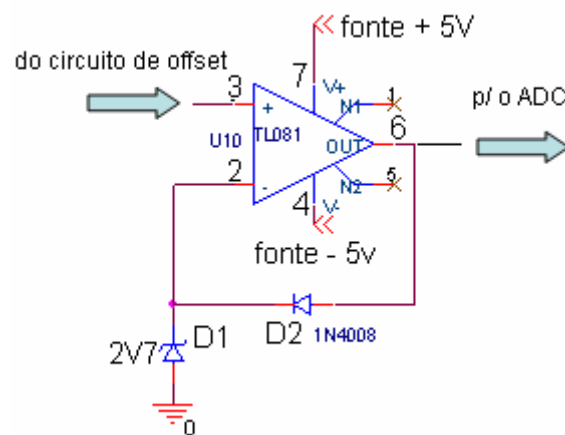 fonte + 5V
do circuito de offset
p/ o ADC
7
V+
3
+
N1
1
U10
TL081
OUT
6
2
-
N2
5
4
V-
fonte - 5v
2V7
D1
D2
1N4008
0